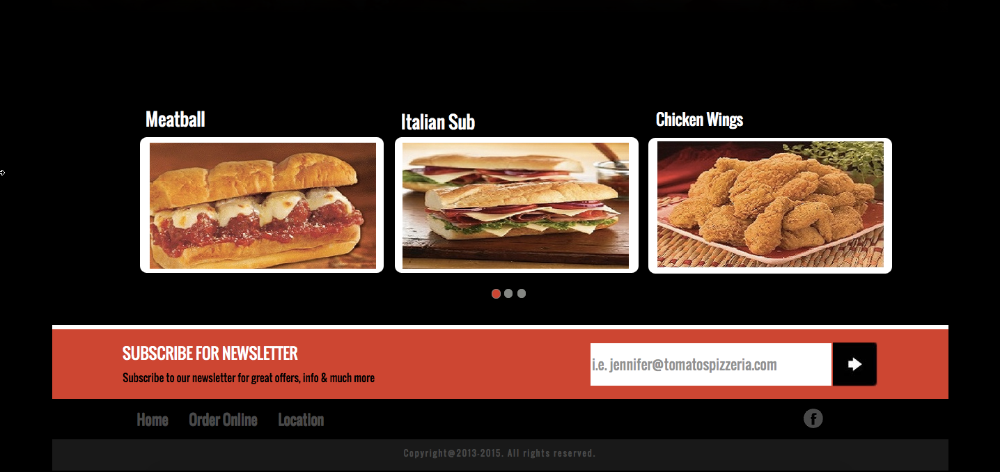 Meatball
Italian Sub
Chicken Wings
SUBSCRIBE FOR NEWSLETTER
Subscribe to our newsletter for great offers, info & much more
i.e. jennifer@tomatospizzeria.com
Home Order Online Location
f
Copyright@2013-2015. All rights reserved.